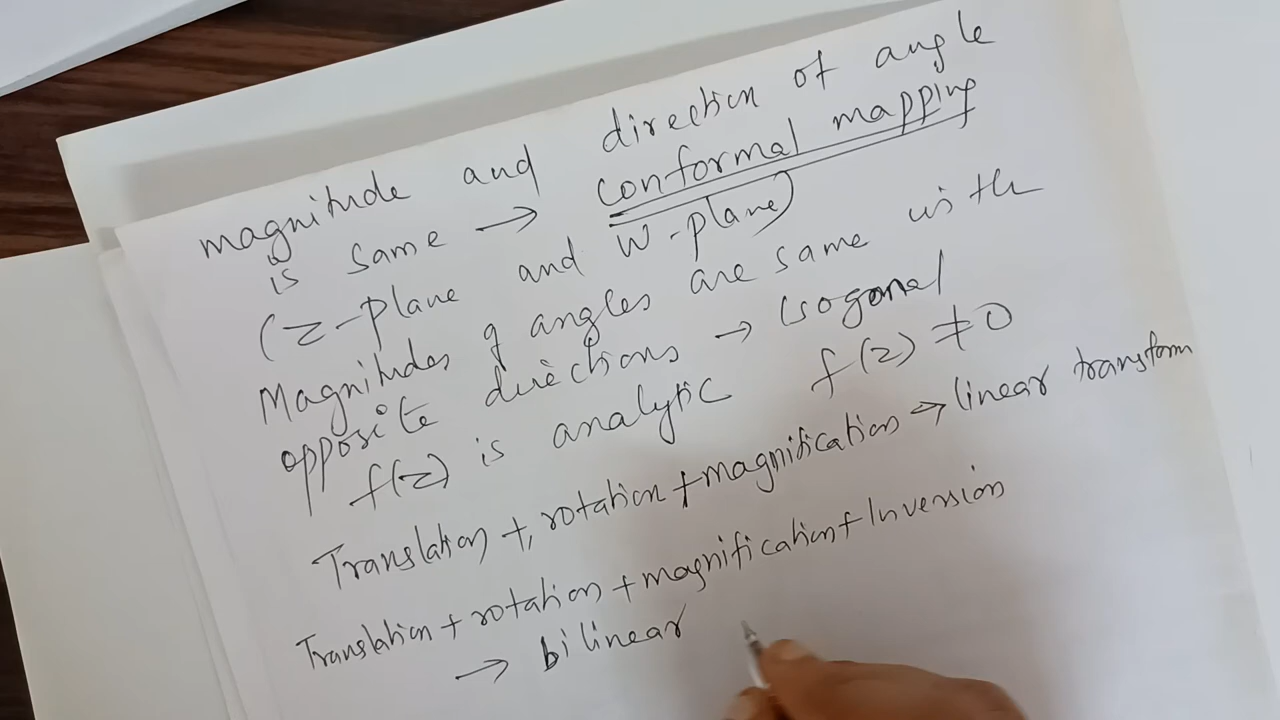 magnitude and direction of angle
is same → conformal mapping
(z-plane and w-plane)
Magnitudes of angles are same with
opposite directions → isogonal
f(z) is analytic f(z) ≠ 0
Translation +, rotation + magnification → linear transform
Translation + rotation + magnification + Inversion
→ bilinear